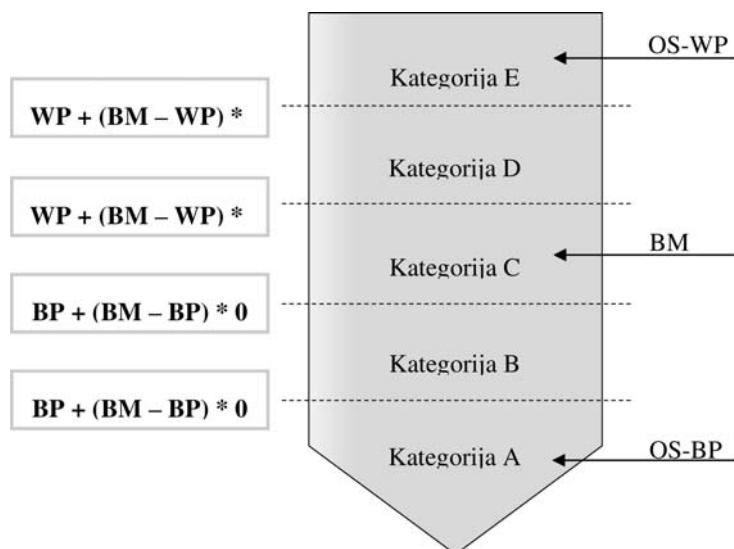 OS-WP
Kategorija E
WP + (BM – WP) *
Kategorija D
WP + (BM – WP) *
BM
Kategorija C
BP + (BM – BP) * 0
Kategorija B
BP + (BM – BP) * 0
Kategorija A
OS-BP